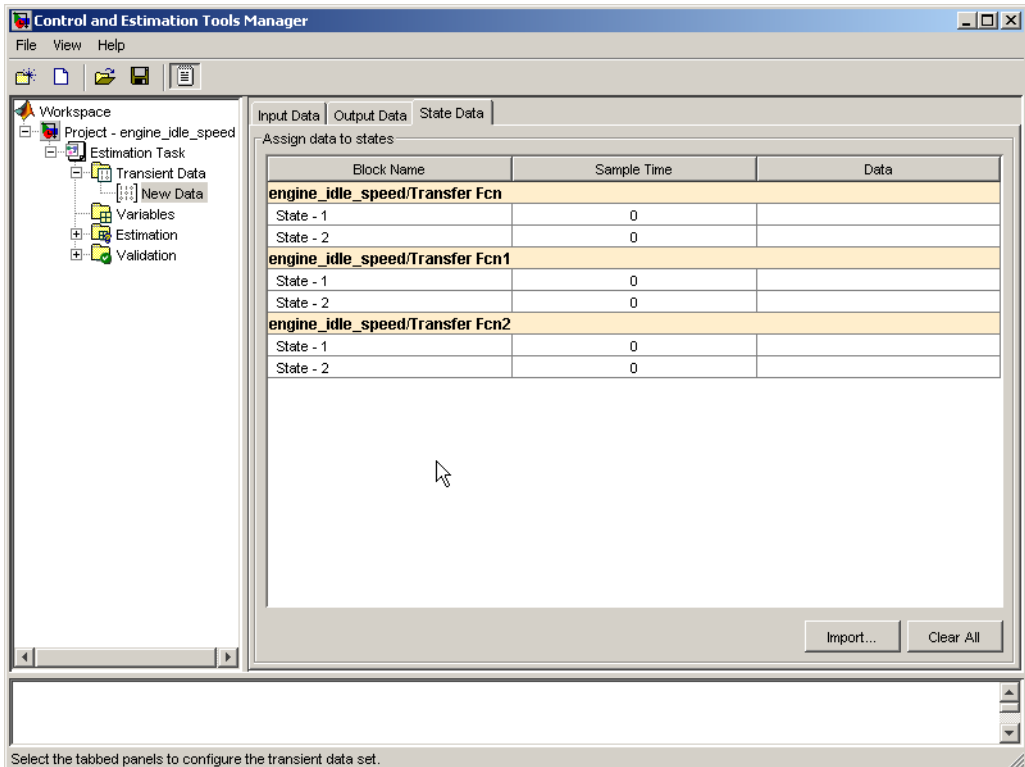 Control and Estimation Tools Manager
File View Help
Workspace
Project - engine_idle_speed
Estimation Task
Transient Data
New Data
Variables
Estimation
Validation
Input Data Output Data State Data
Assign data to states
Block Name Sample Time Data
engine_idle_speed/Transfer Fcn
State - 1 0
State - 2 0
engine_idle_speed/Transfer Fcn1
State - 1 0
State - 2 0
engine_idle_speed/Transfer Fcn2
State - 1 0
State - 2 0
Import... Clear All
Select the tabbed panels to configure the transient data set.